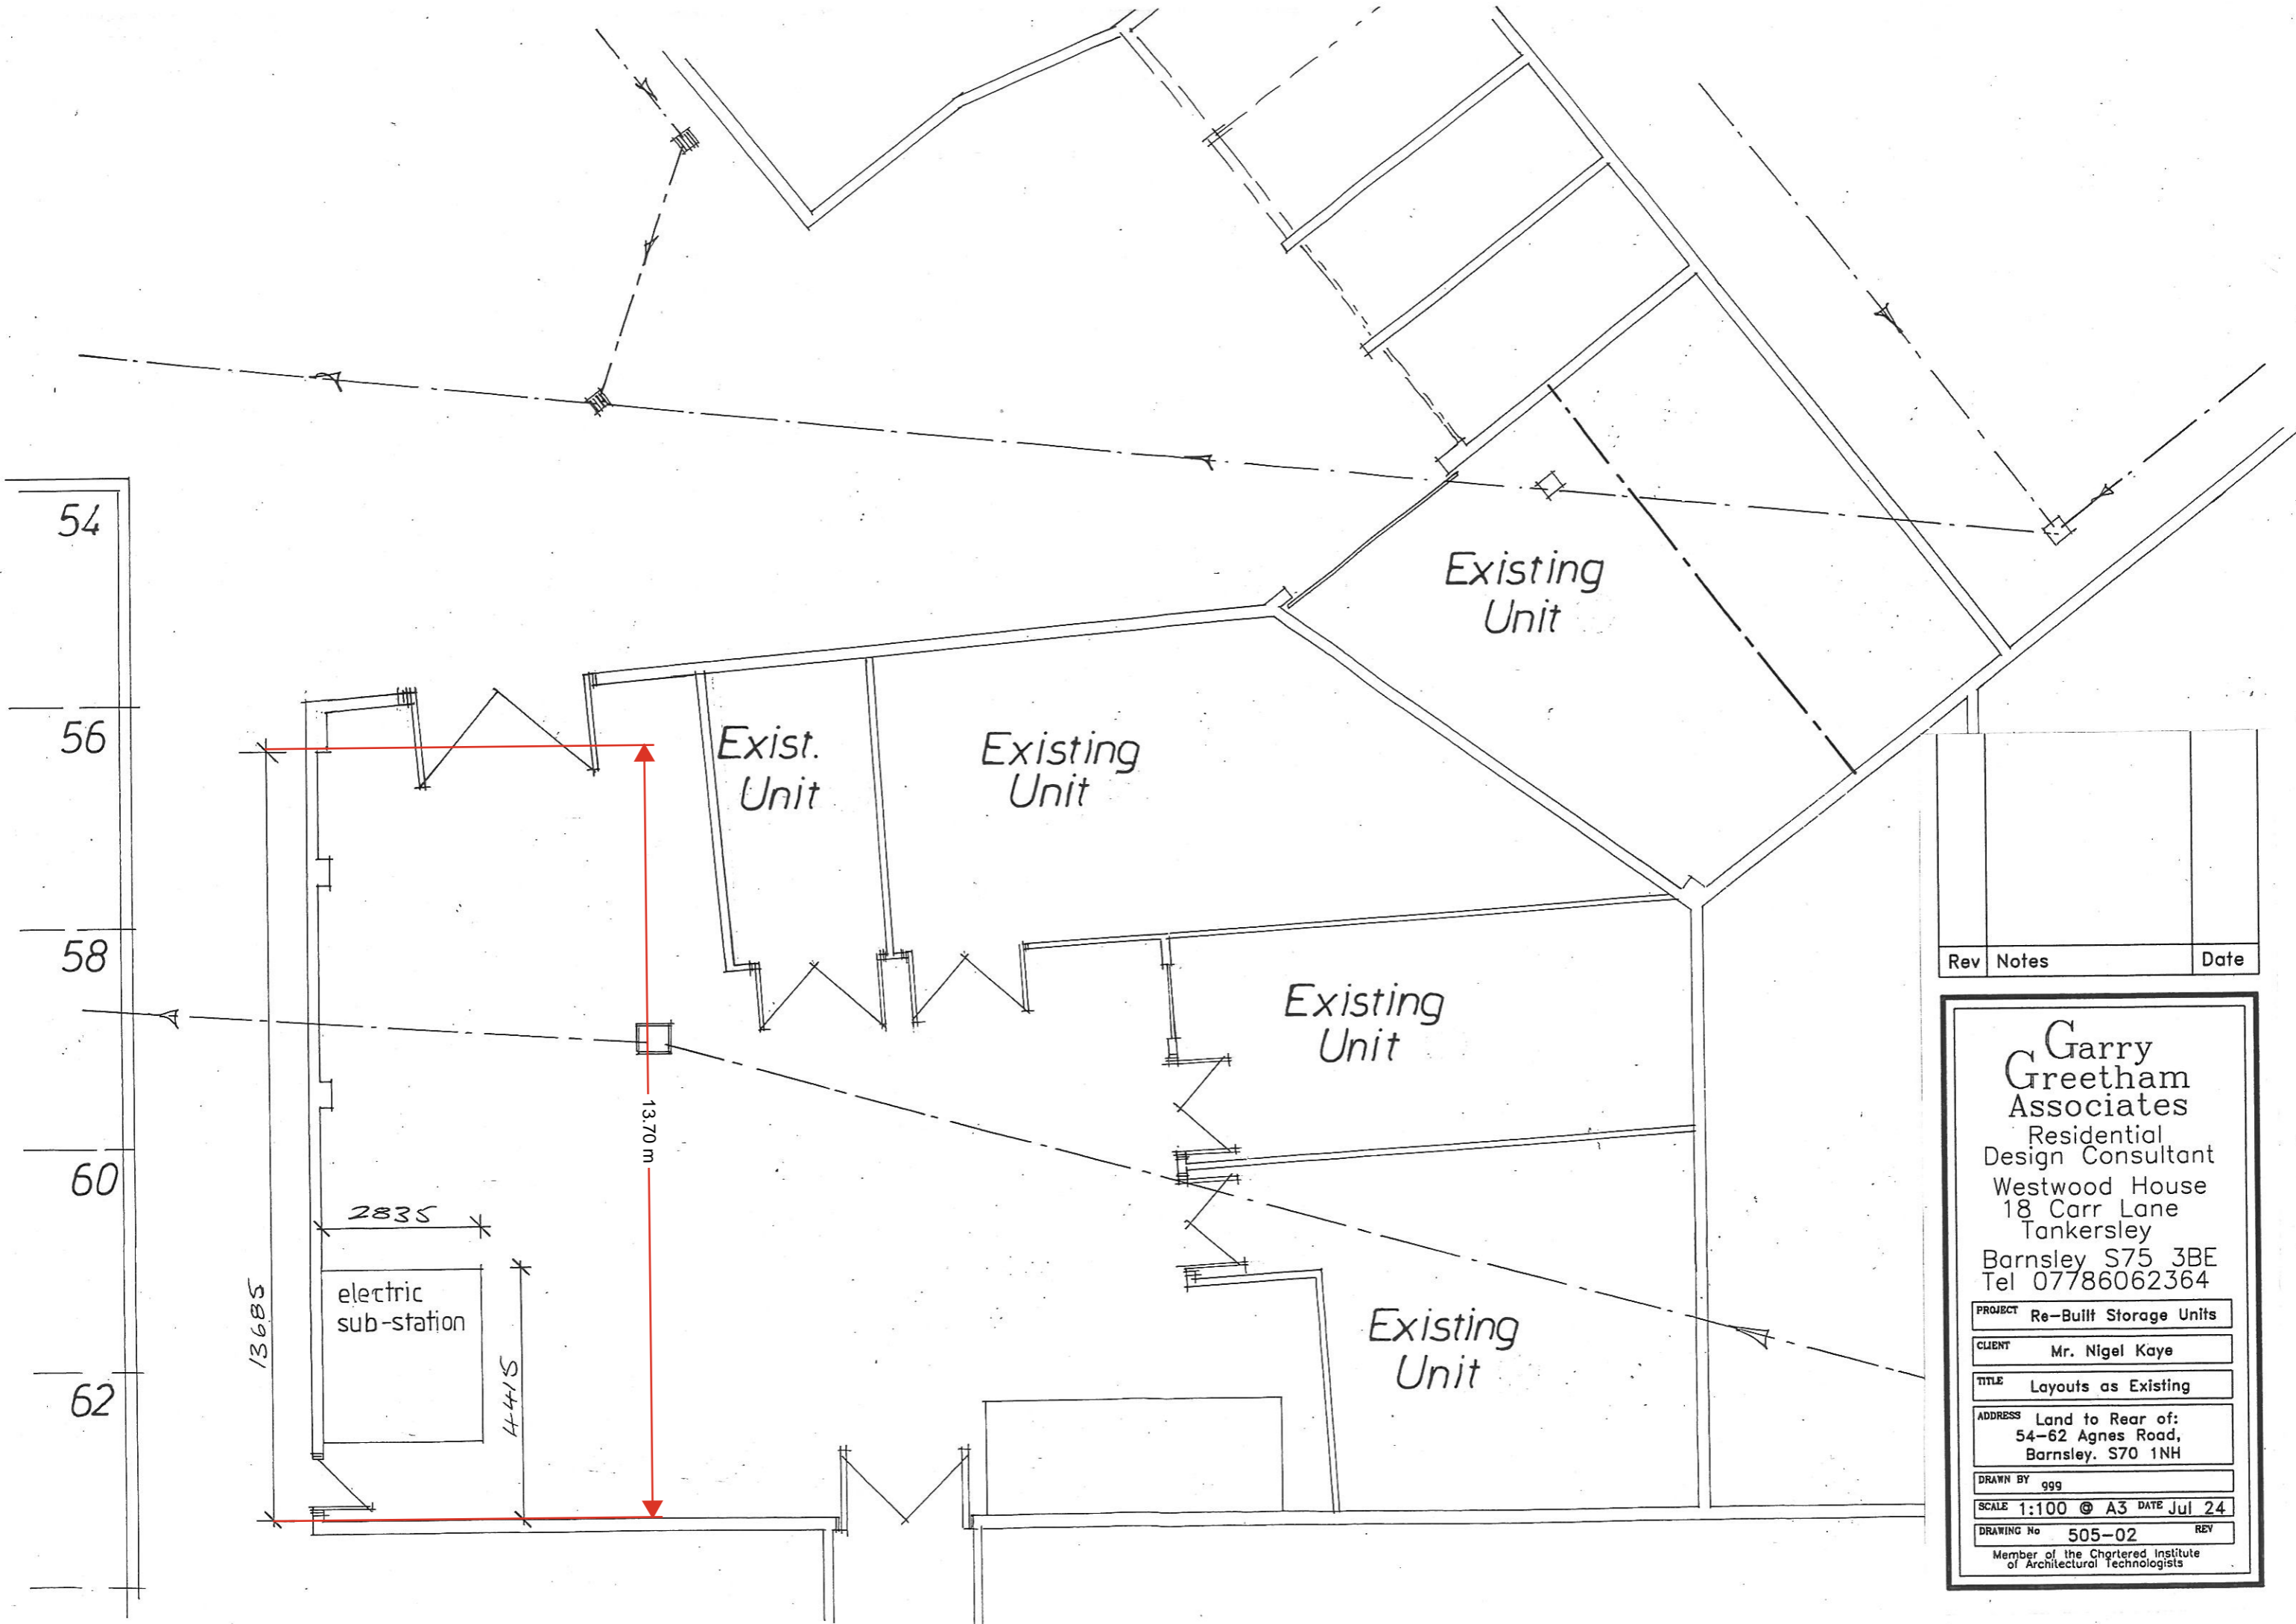 54
56
58
60
62
Existing
Unit
Exist.
Unit
Existing
Unit
Existing
Unit
Existing
Unit
13.70 m
13685
2835
4415
electric
sub-station
Rev Notes Date
Garry
Greetham
Associates
Residential
Design Consultant
Westwood House
18 Carr Lane
Tankersley
Barnsley S75 3BE
Tel 07786062364
PROJECT Re-Built Storage Units
CLIENT Mr. Nigel Kaye
TITLE Layouts as Existing
ADDRESS Land to Rear of:
54-62 Agnes Road,
Barnsley. S70 1NH
DRAWN BY ggg
SCALE 1:100 @ A3 DATE Jul 24
DRAWING No 505-02 REV
Member of the Chartered Institute
of Architectural Technologists